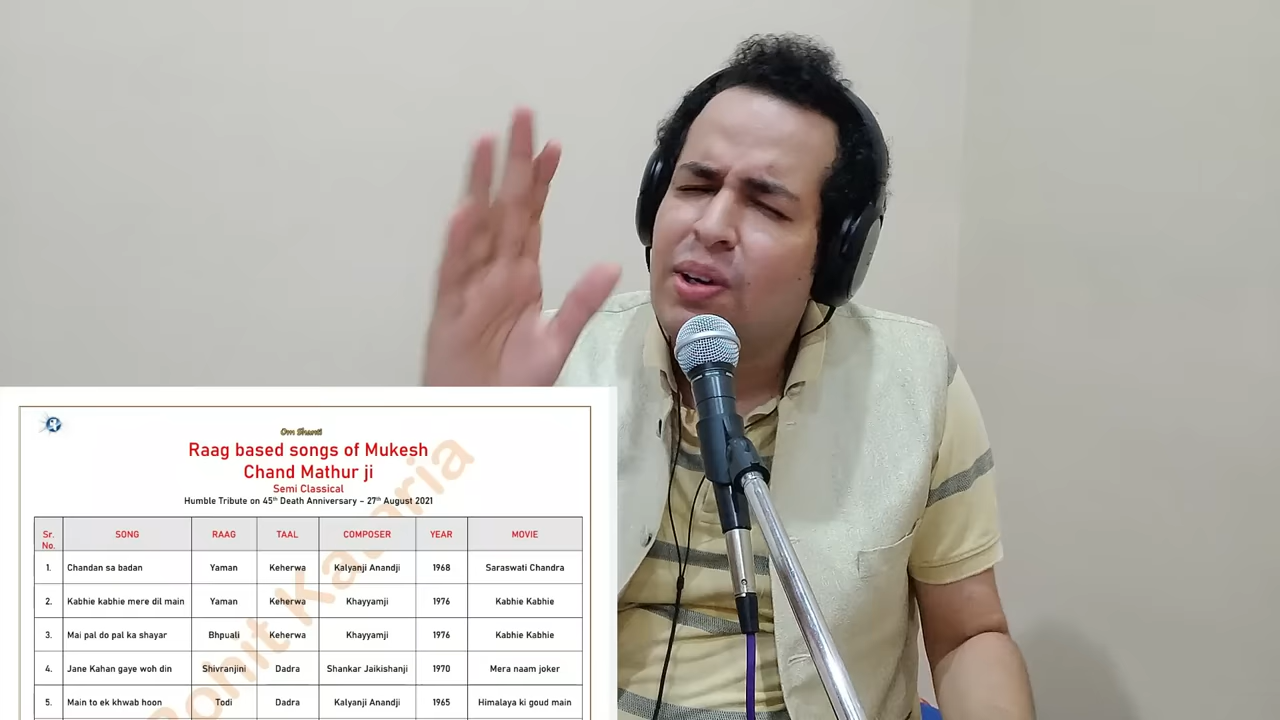 Om Shanti
Raag based songs of Mukesh
Chand Mathur ji
Semi Classical
Humble Tribute on 45th Death Anniversary – 27th August 2021
Sr. No. SONG RAAG TAAL COMPOSER YEAR MOVIE
1. Chandan sa badan Yaman Keherwa Kalyanji Anandji 1968 Saraswati Chandra
2. Kabhie kabhie mere dil main Yaman Keherwa Khayyamji 1976 Kabhie Kabhie
3. Mai pal do pal ka shayar Bhpuali Keherwa Khayyamji 1976 Kabhie Kabhie
4. Jane Kahan gaye woh din Shivranjini Dadra Shankar Jaikishanji 1970 Mera naam joker
5. Main to ek khwab hoon Todi Dadra Kalyanji Anandji 1965 Himalaya ki goud main
Rohit Kataria